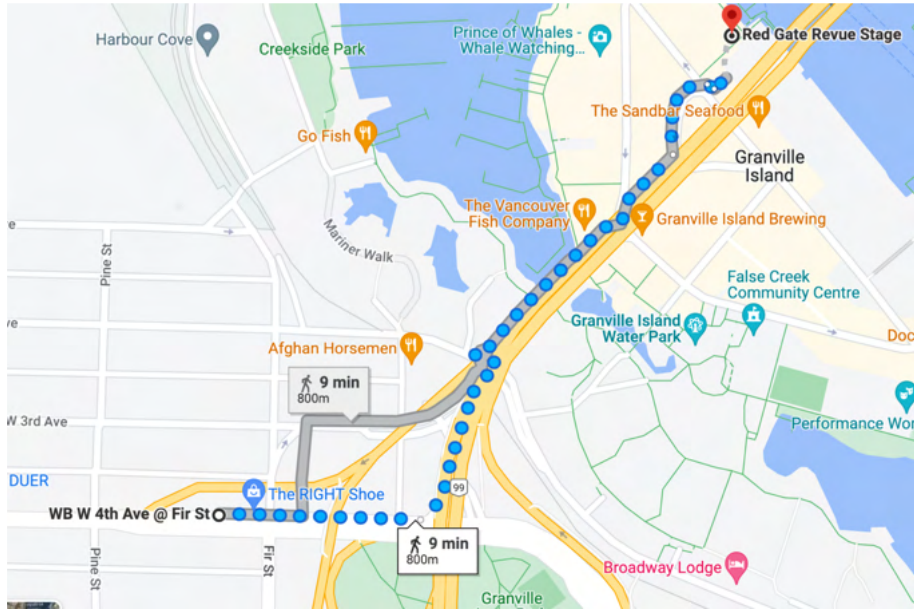 Harbour Cove
Creekside Park
Prince of Whales -
Whale Watching...
Red Gate Revue Stage
Go Fish
The Sandbar Seafood
Granville
Island
The Vancouver
Fish Company
Granville Island Brewing
Pine St
Mariner Walk
False Creek
Community Centre
Granville Island
Water Park
Afghan Horsemen
Doc
9 min
800m
W 3rd Ave
Performance Wor
DUER
The RIGHT Shoe
99
WB W 4th Ave @ Fir St
9 min
800m
Pine St
Fir St
Broadway Lodge
Granville